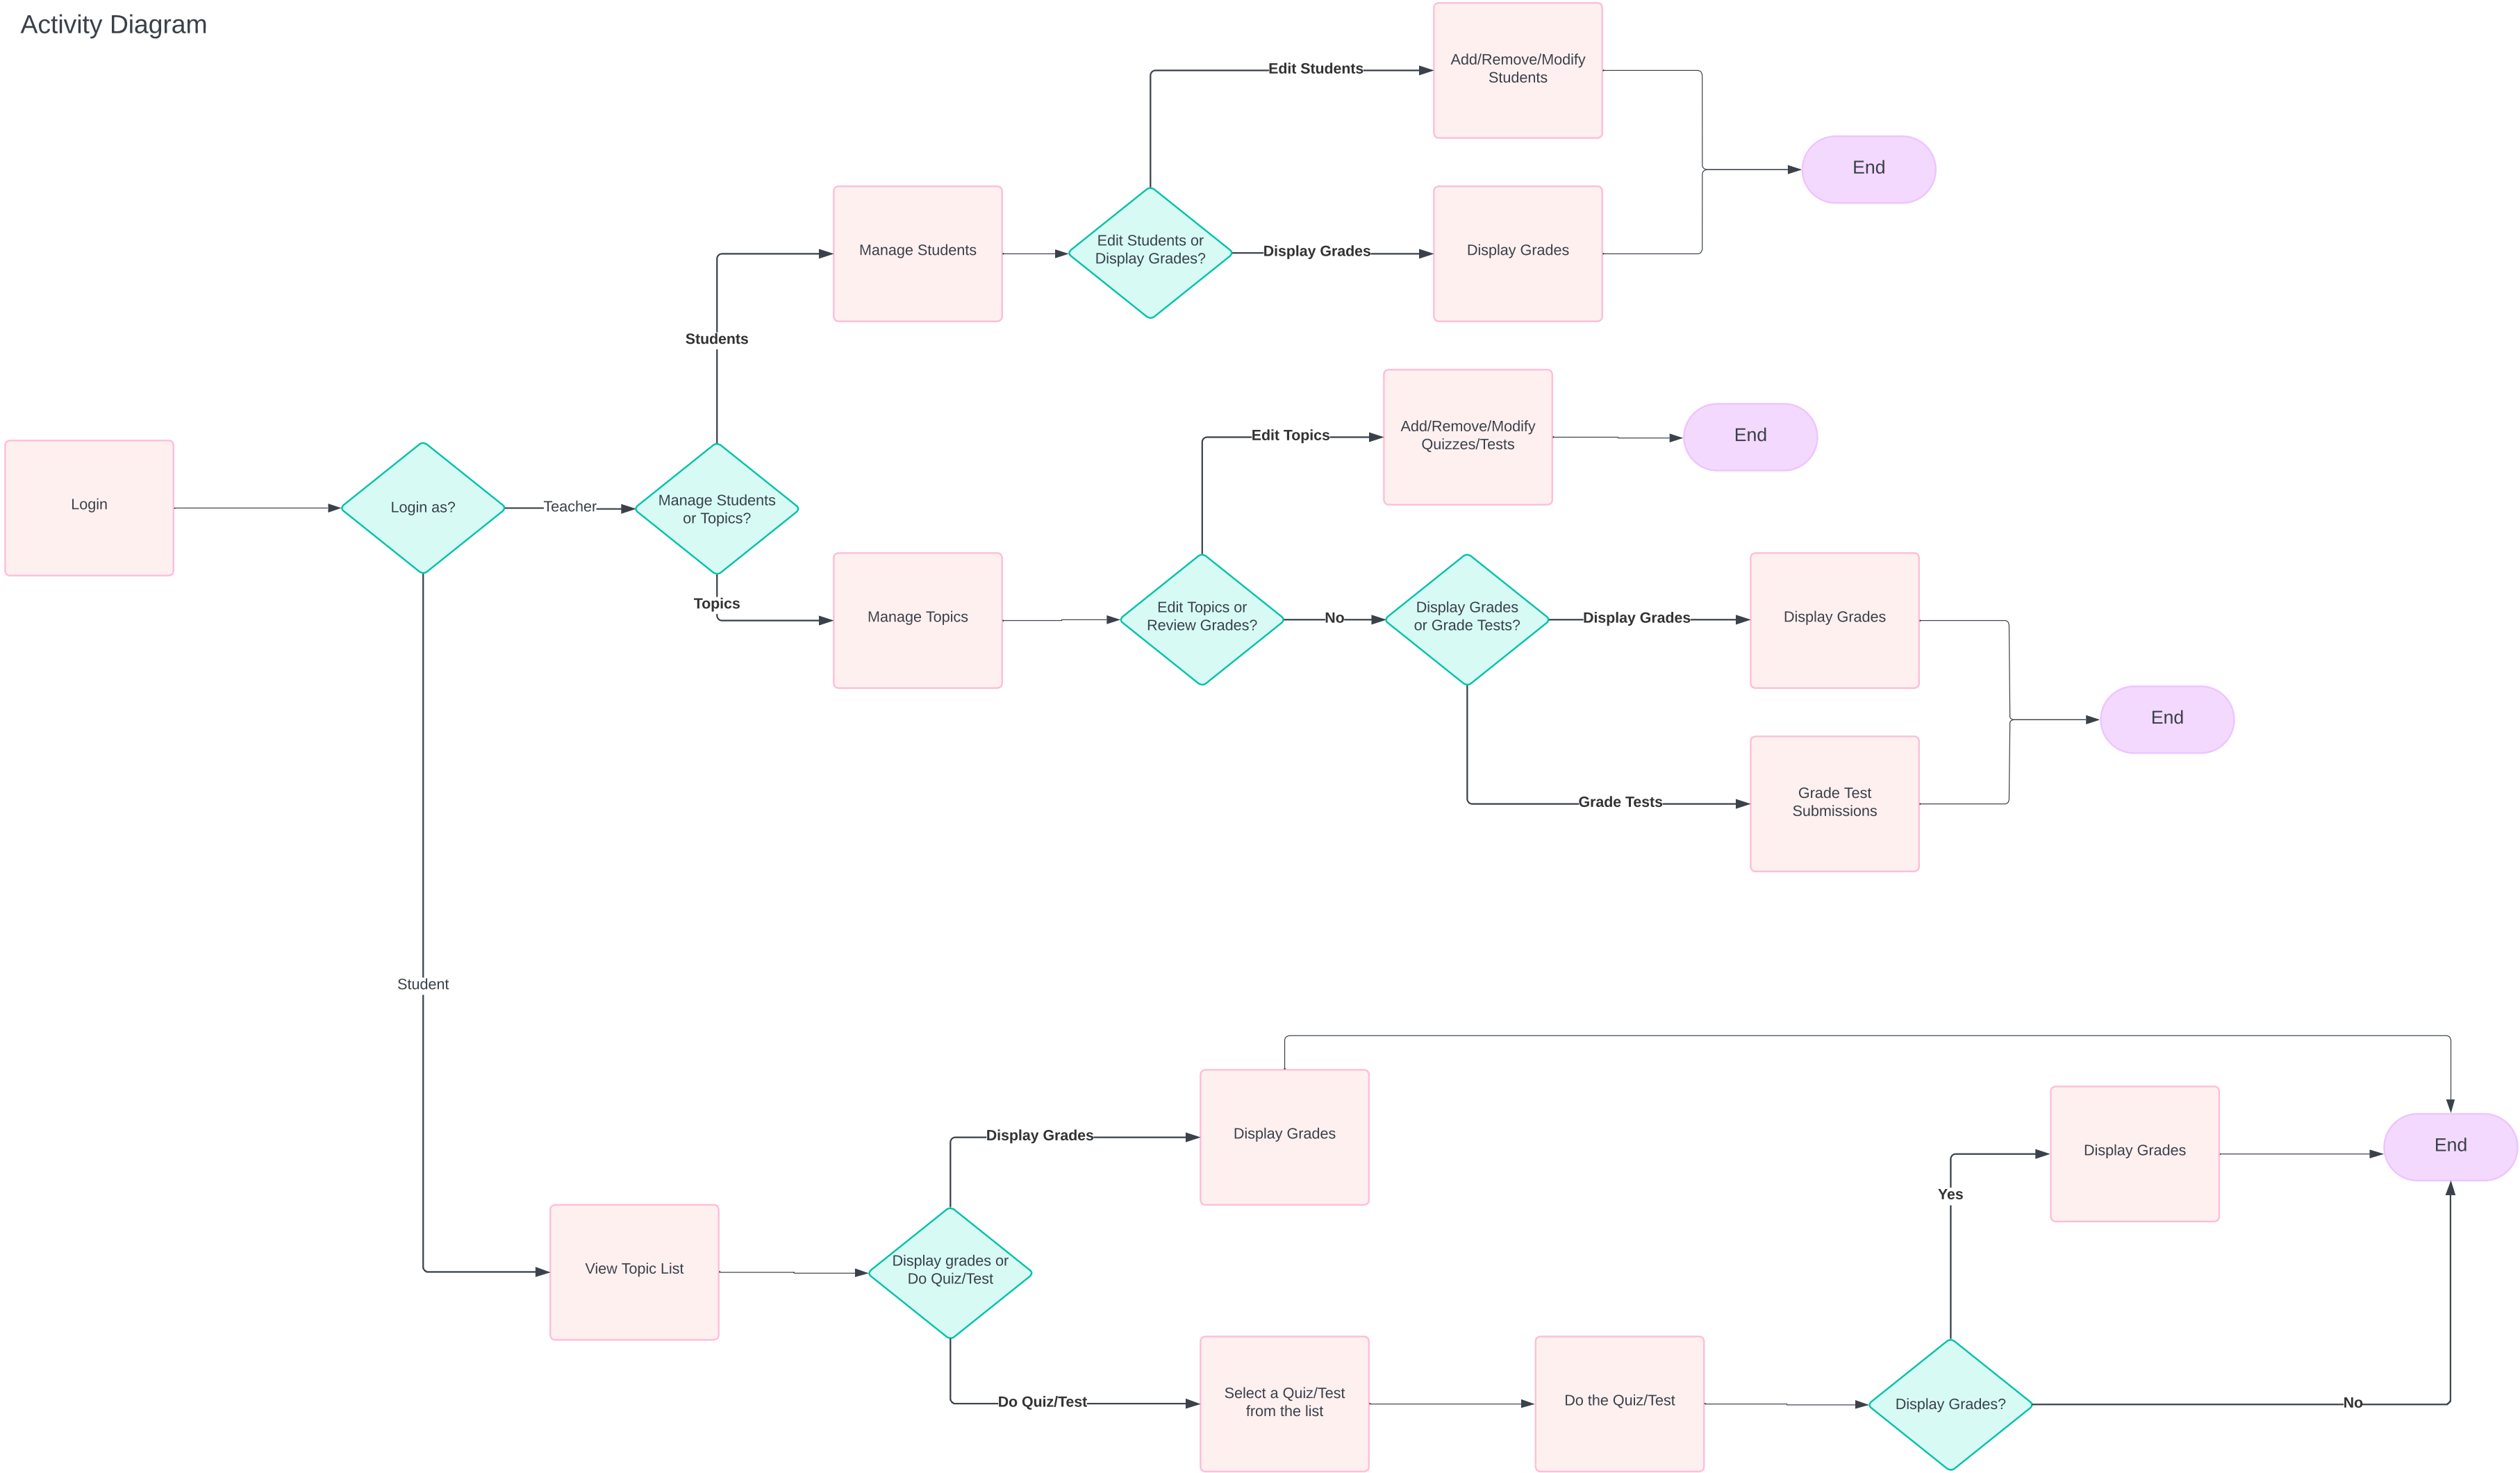 Activity Diagram
Edit Students
Add/Remove/Modify
Students
End
Manage Students
Edit Students or
Display Grades?
Display Grades
Display Grades
Students
Edit Topics
Add/Remove/Modify
Quizzes/Tests
End
Login
Login as?
Teacher
Manage Students
or Topics?
Topics
Manage Topics
Edit Topics or
Review Grades?
No
Display Grades
or Grade Tests?
Display Grades
Display Grades
End
Grade Tests
Grade Test
Submissions
Student
Display Grades
Display Grades
Yes
Display Grades
End
View Topic List
Display grades or
Do Quiz/Test
Do Quiz/Test
Select a Quiz/Test
from the list
Do the Quiz/Test
Display Grades?
No